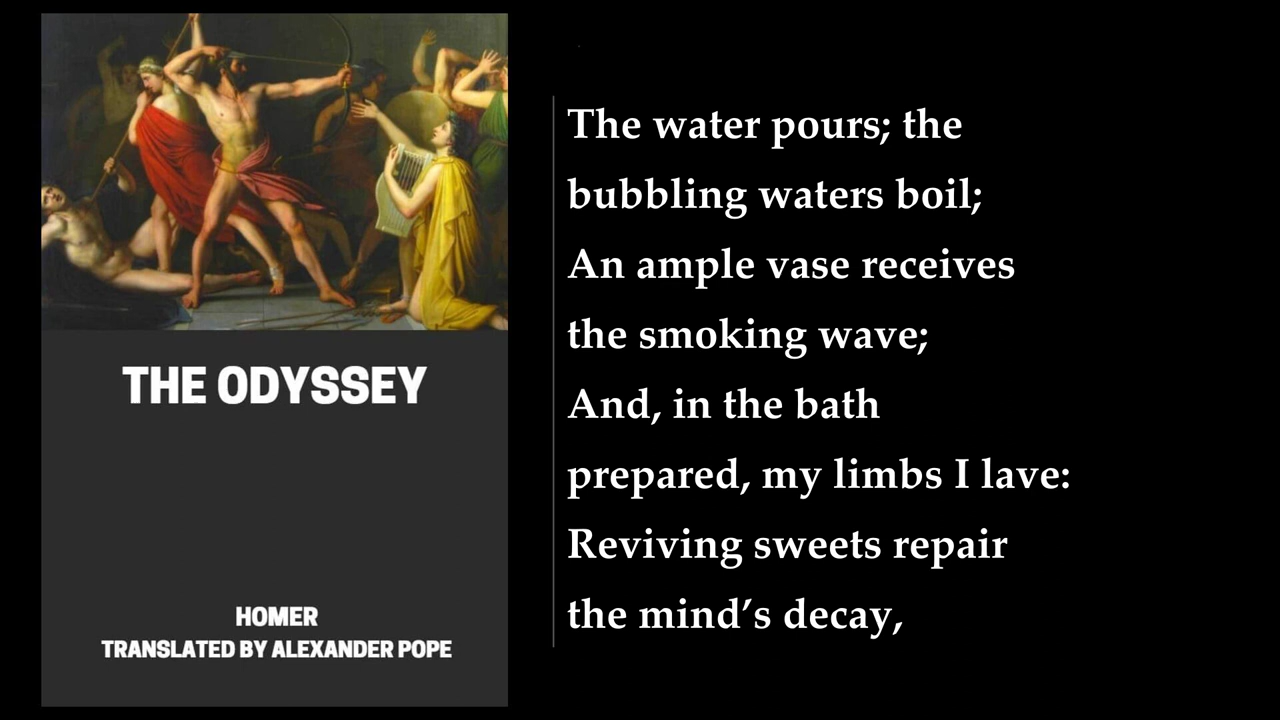 THE ODYSSEY
HOMER
TRANSLATED BY ALEXANDER POPE
The water pours; the
bubbling waters boil;
An ample vase receives
the smoking wave;
And, in the bath
prepared, my limbs I lave:
Reviving sweets repair
the mind’s decay,